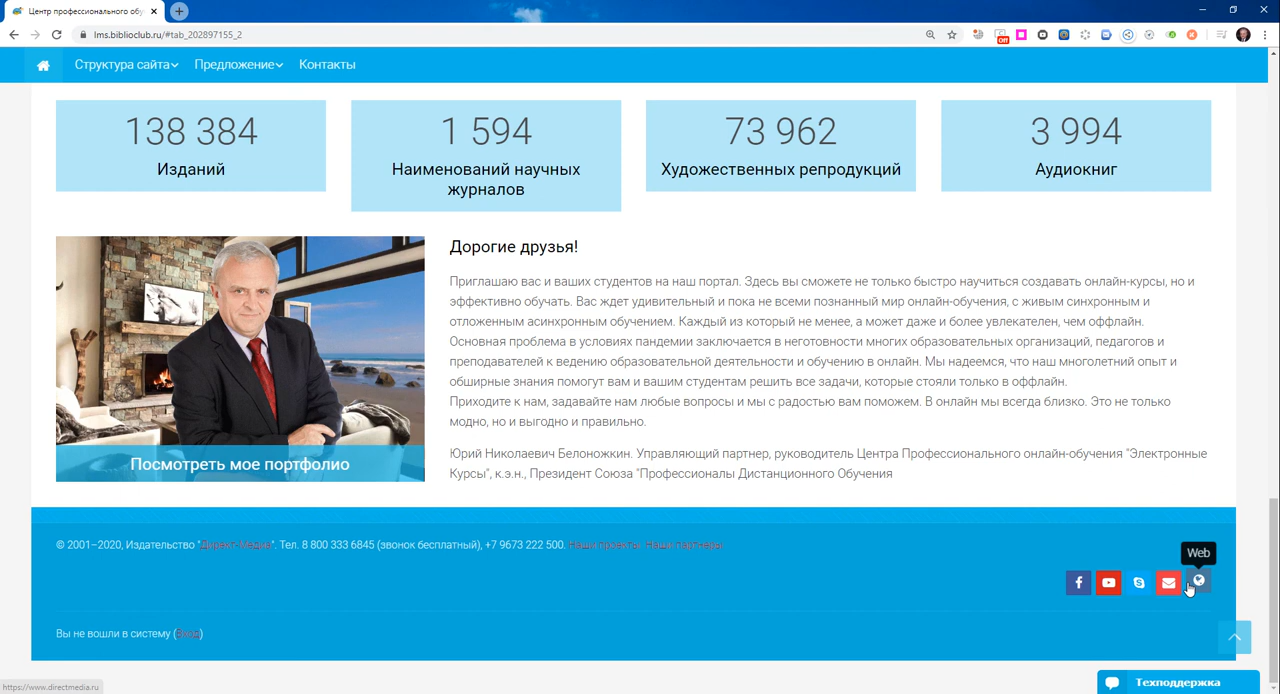 Центр профессионального обу
lms.biblioclub.ru/#tab_202897155_2
Off
Структура сайта
Предложение
Контакты
138 384
Изданий
1 594
Наименований научных
журналов
73 962
Художественных репродукций
3 994
Аудиокниг
Посмотреть мое портфолио
Дорогие друзья!
Приглашаю вас и ваших студентов на наш портал. Здесь вы сможете не только быстро научиться создавать онлайн-курсы, но и
эффективно обучать. Вас ждет удивительный и пока не всеми познанный мир онлайн-обучения, с живым синхронным и
отложенным асинхронным обучением. Каждый из который не менее, а может даже и более увлекателен, чем оффлайн.
Основная проблема в условиях пандемии заключается в неготовности многих образовательных организаций, педагогов и
преподавателей к ведению образовательной деятельности и обучению в онлайн. Мы надеемся, что наш многолетний опыт и
обширные знания помогут вам и вашим студентам решить все задачи, которые стояли только в оффлайн.
Приходите к нам, задавайте нам любые вопросы и мы с радостью вам поможем. В онлайн мы всегда близко. Это не только
модно, но и выгодно и правильно.
Юрий Николаевич Белоножкин. Управляющий партнер, руководитель Центра Профессионального онлайн-обучения "Электронные
Курсы", к.э.н., Президент Союза "Профессионалы Дистанционного Обучения
© 2001–2020, Издательство "Директ-Медиа". Тел. 8 800 333 6845 (звонок бесплатный), +7 9673 222 500. Наши проекты. Наши партнеры.
Web
Вы не вошли в систему (Вход)
https://www.directmedia.ru
Техподдержка